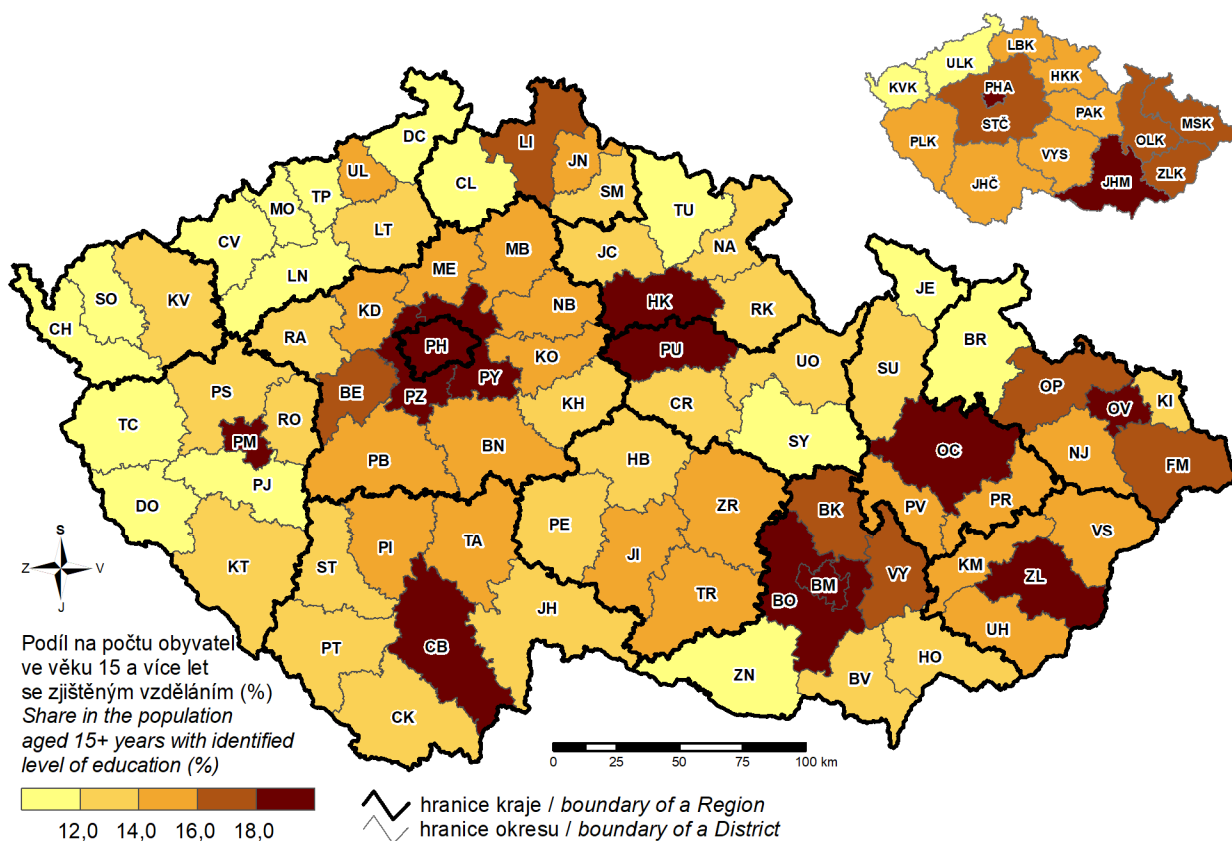 LBK
ULK
HKK
KVK
PHA
PAK
STČ
MSK
PLK
OLK
VYS
ZLK
JHČ
JHM
DC
LI
JN
UL
CL
SM
TP
MO
TU
LT
CV
NA
MB
JC
ME
LN
SO
KV
JE
HK
NB
KD
RK
CH
RA
BR
PH
PU
KO
UO
SU
OP
PY
BE
PZ
PS
KH
CR
OV
KI
RO
TC
PM
SY
BN
OC
NJ
PB
HB
FM
PJ
DO
ZR
PR
BK
PV
VS
PE
PI
TA
JI
KT
ST
KM
VY
ZL
BM
TR
BO
JH
UH
PT
CB
HO
ZN
BV
CK
S
Z V
J
Podíl na počtu obyvatel
ve věku 15 a více let
se zjištěným vzděláním (%)
Share in the population
aged 15+ years with identified
level of education (%)
12,0 14,0 16,0 18,0
0 25 50 75 100 km
hranice kraje / boundary of a Region
hranice okresu / boundary of a District